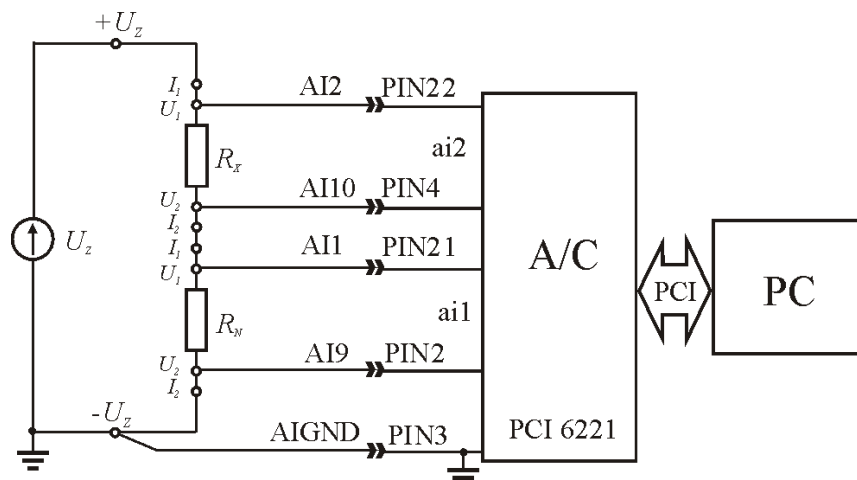 +U_Z
I_1
AI2
PIN22
U_1
ai2
R_X
AI10
PIN4
U_2
I_2
I_1
AI1
PIN21
U_1
U_Z
A/C
PCI
PC
ai1
R_N
AI9
PIN2
U_2
I_2
-U_Z
AIGND
PIN3
PCI 6221